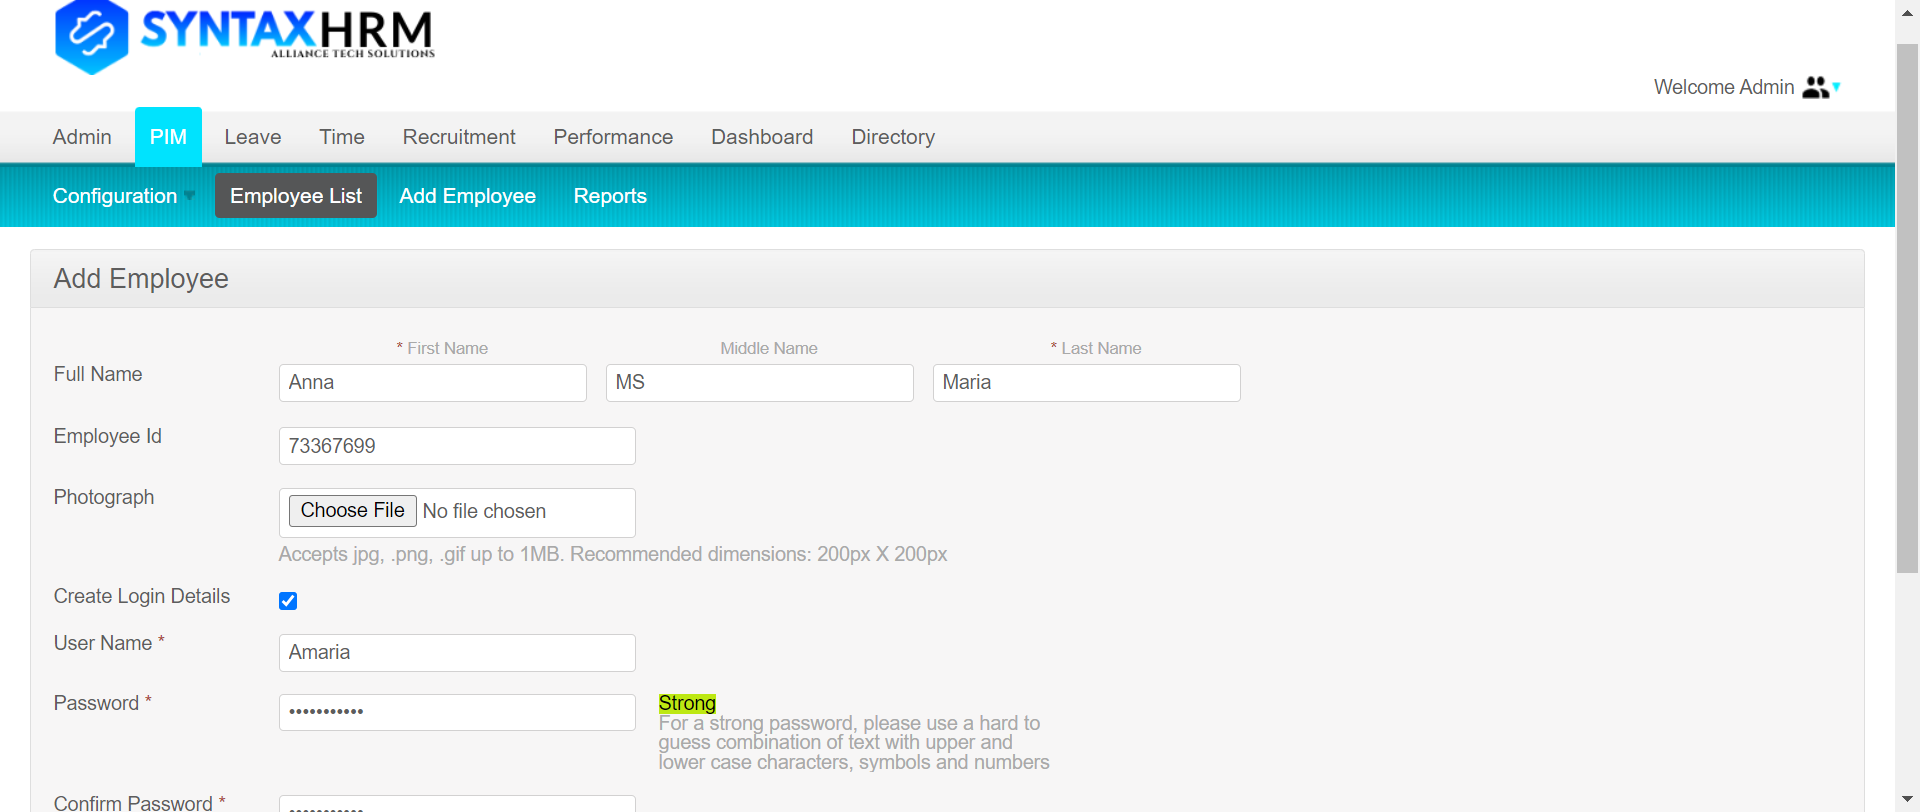 SYNTAXHRM
ALLIANCE TECH SOLUTIONS
Welcome Admin
Admin PIM Leave Time Recruitment Performance Dashboard Directory
Configuration Employee List Add Employee Reports
Add Employee
* First Name Middle Name * Last Name
Full Name Anna MS Maria
Employee Id 73367699
Photograph Choose File No file chosen
Accepts jpg, .png, .gif up to 1MB. Recommended dimensions: 200px X 200px
Create Login Details
User Name * Amaria
Password * ••••••••••• Strong
For a strong password, please use a hard to
guess combination of text with upper and
lower case characters, symbols and numbers
Confirm Password * •••••••••••